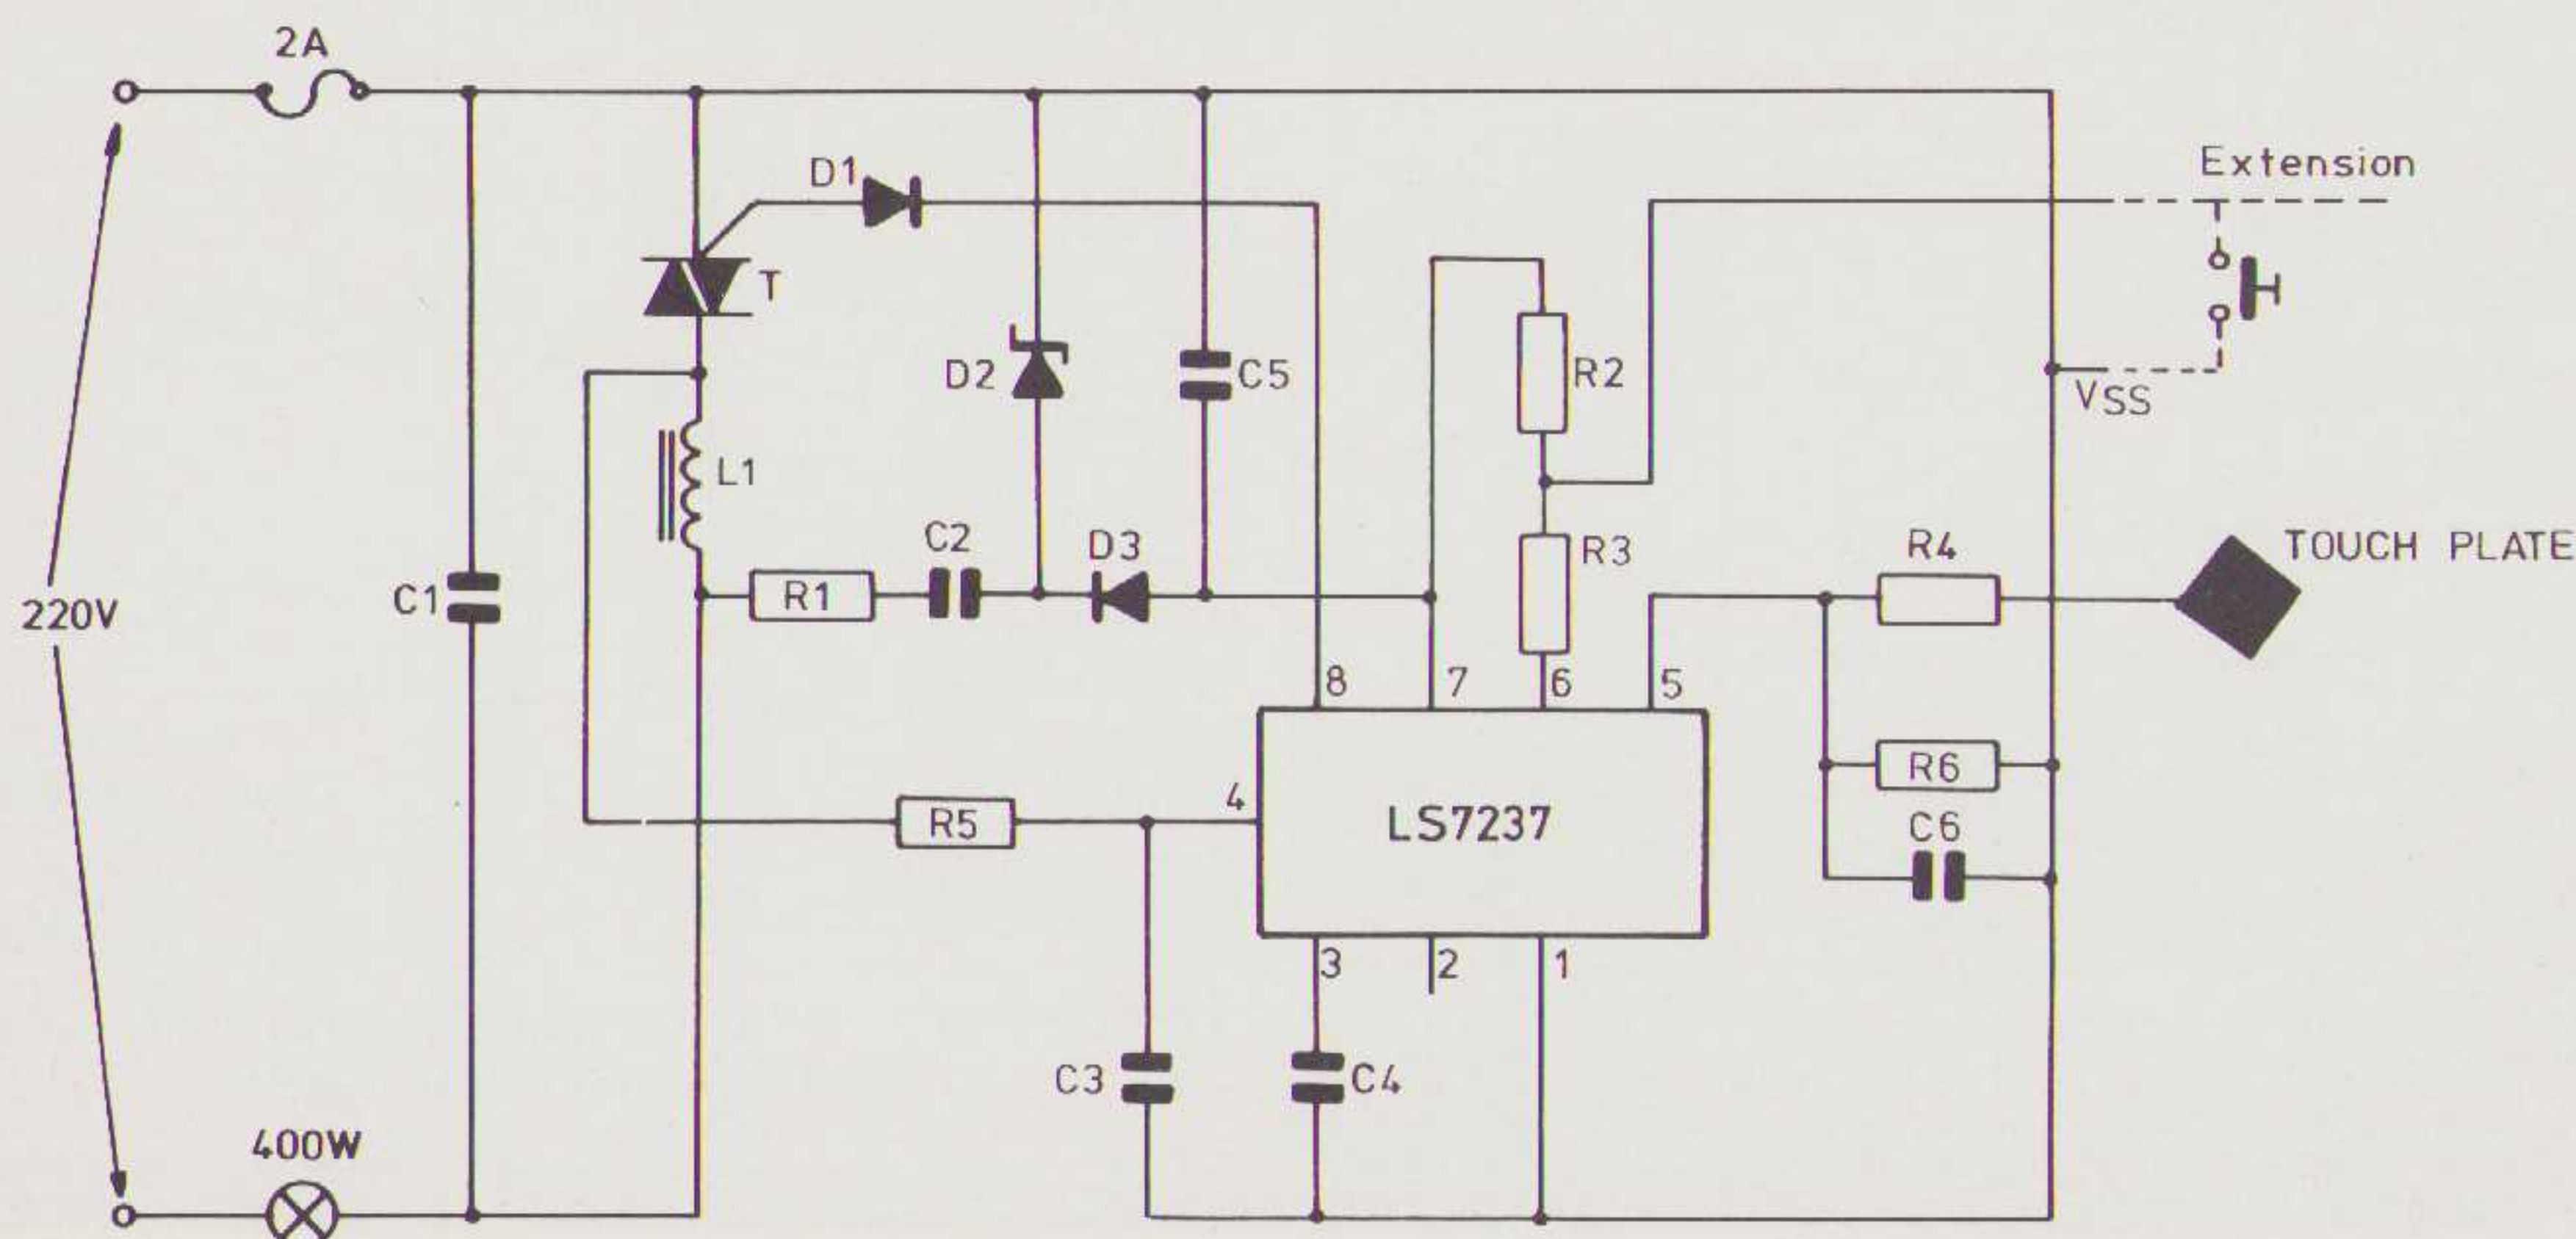 2A
Extension
D1
T
D2
C5
R2
VSS
L1
C2
D3
R3
R4
TOUCH PLATE
220V
C1
R1
8
7
6
5
4
R5
LS7237
R6
C6
3
2
1
C3
C4
400W